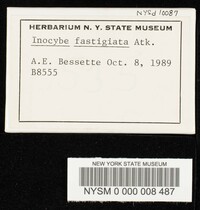 NYSd 10087
HERBARIUM N. Y. STATE MUSEUM
Inocybe fastigiata Atk.
A.E. Bessette Oct. 8, 1989
B8555
NEW YORK STATE MUSEUM
NYSM 0 000 008 487